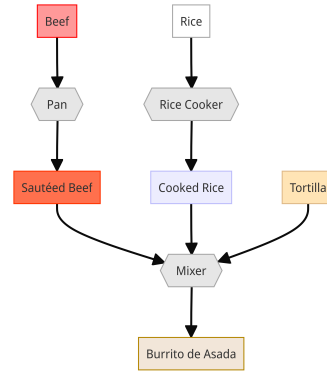 Beef
Rice
Pan
Rice Cooker
Sautéed Beef
Cooked Rice
Tortilla
Mixer
Burrito de Asada